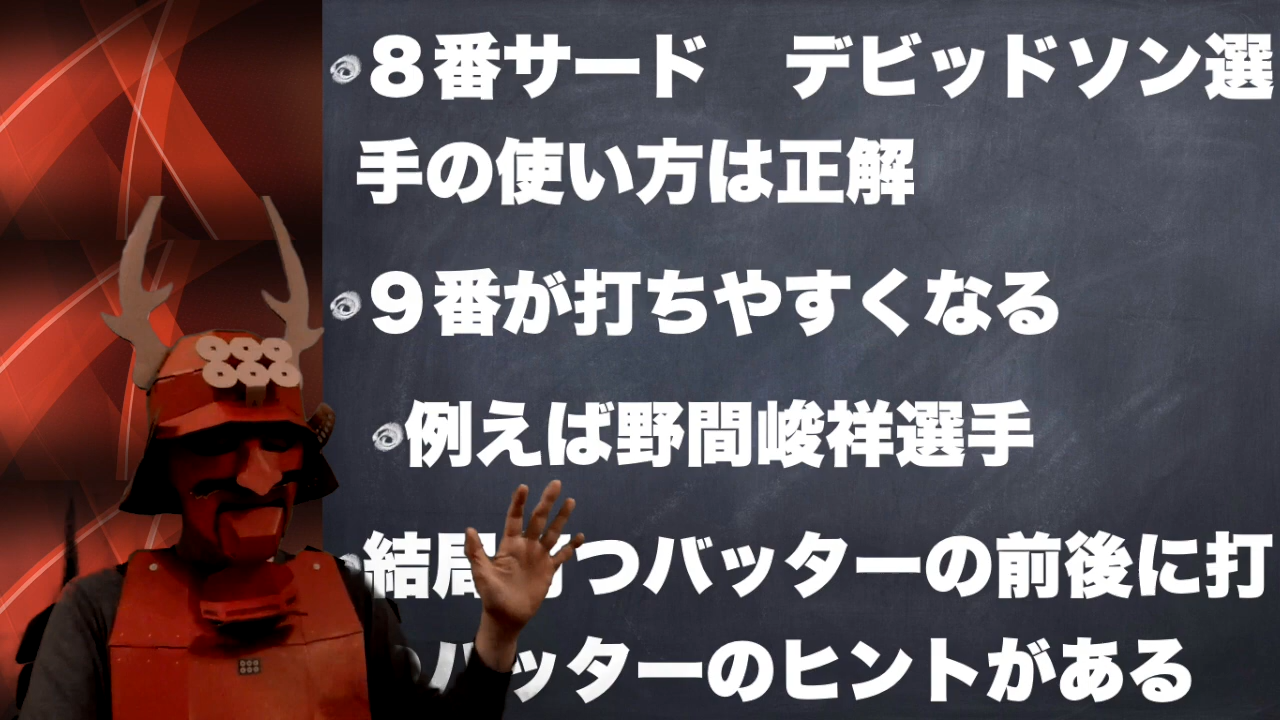 ８番サード　デビッドソン選
手の使い方は正解
９番が打ちやすくなる
例えば野間峻祥選手
結局打つバッターの前後に打
バッターのヒントがある